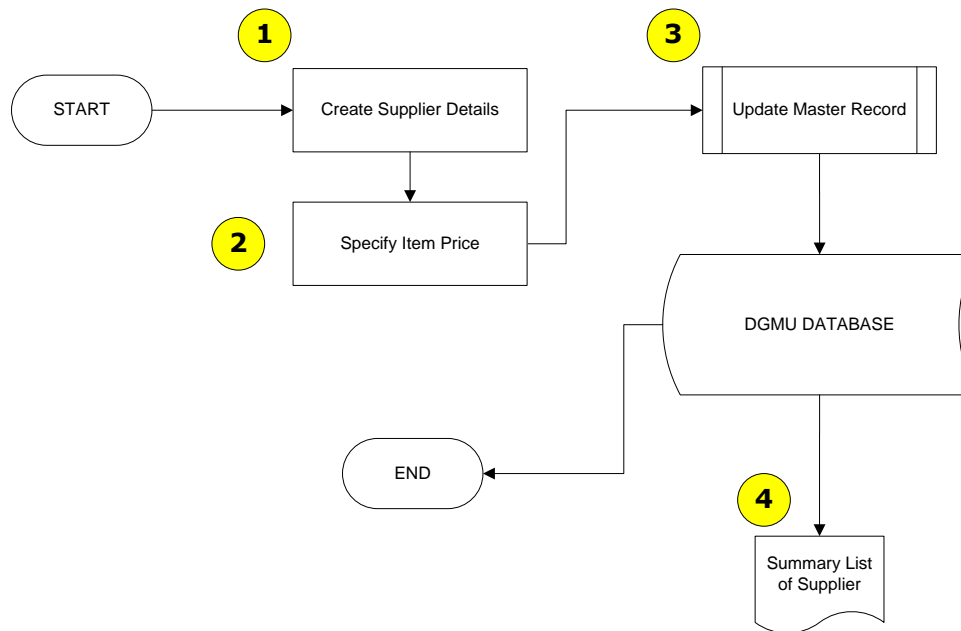 1
START
Create Supplier Details
2
Specify Item Price
3
Update Master Record
DGMU DATABASE
END
4
Summary List
of Supplier